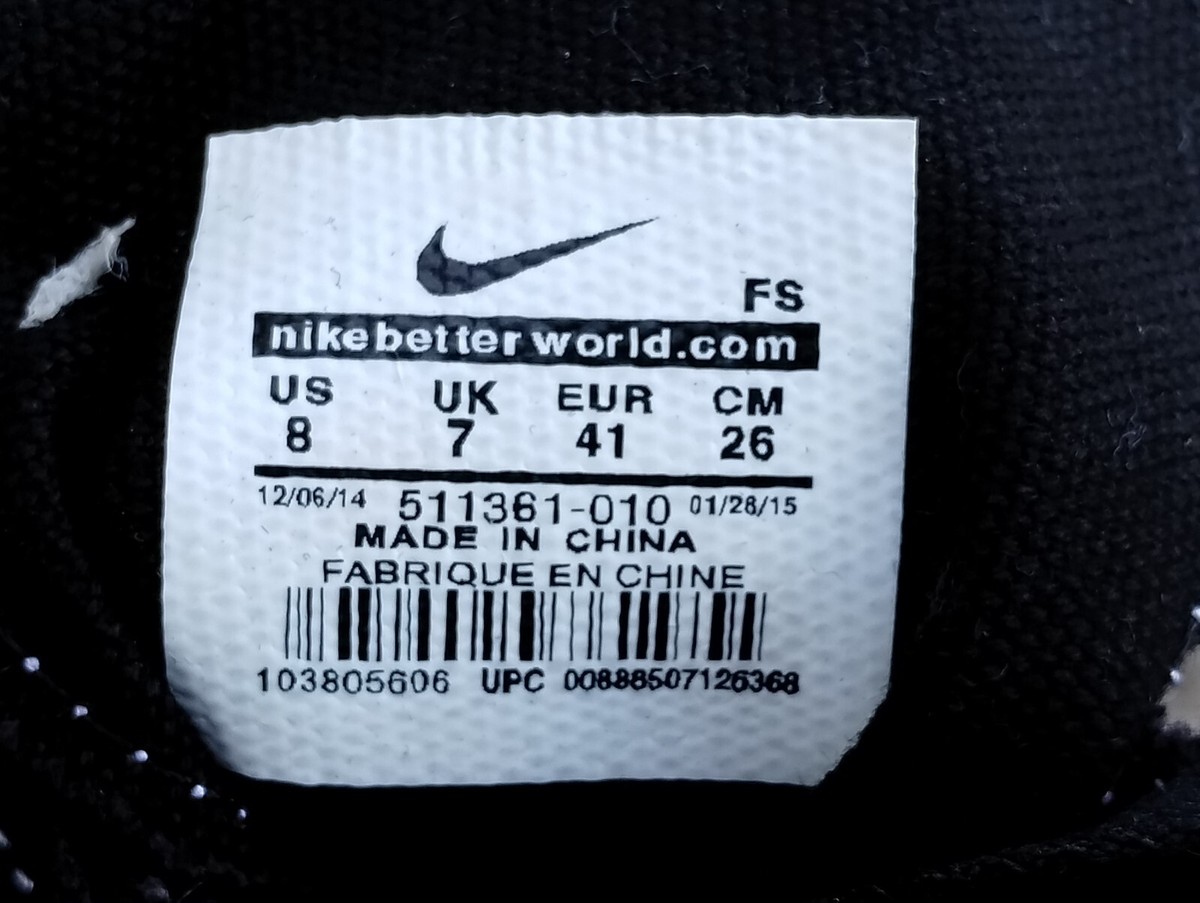 FS
nikebetterworld.com
US UK EUR CM
8 7 41 26
12/06/14 511361-010 01/28/15
MADE IN CHINA
FABRIQUE EN CHINE
103805606 UPC 00888507126368